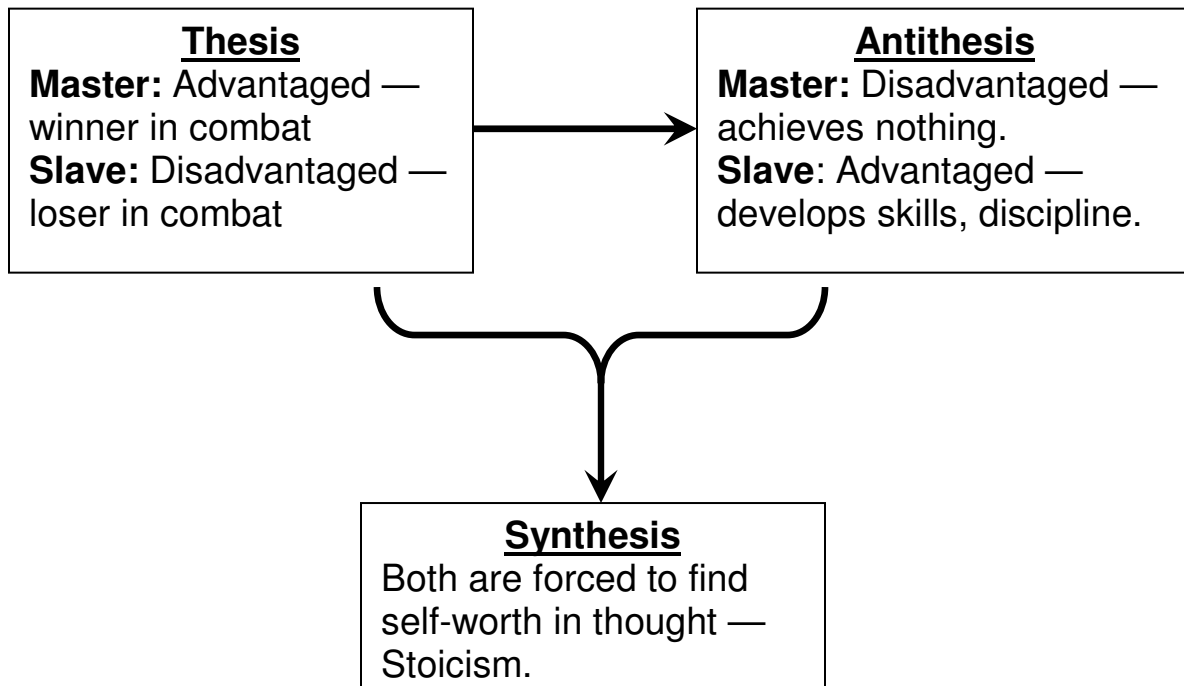 Thesis
Master: Advantaged —
winner in combat
Slave: Disadvantaged —
loser in combat
Antithesis
Master: Disadvantaged —
achieves nothing.
Slave: Advantaged —
develops skills, discipline.
Synthesis
Both are forced to find
self-worth in thought —
Stoicism.